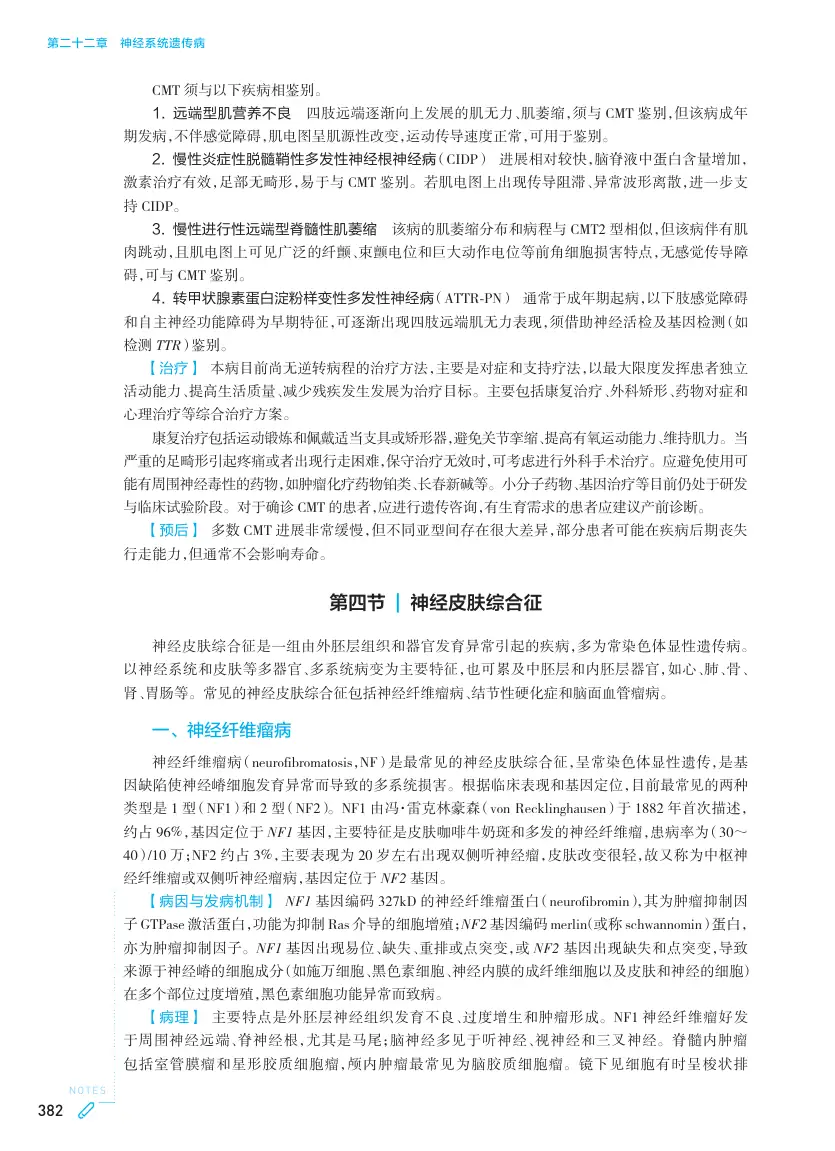 第二十二章 神经系统遗传病
CMT 须与以下疾病相鉴别。
1. 远端型肌营养不良 四肢远端逐渐向上发展的肌无力、肌萎缩，须与 CMT 鉴别，但该病成年
期发病，不伴感觉障碍，肌电图呈肌源性改变，运动传导速度正常，可用于鉴别。
2. 慢性炎症性脱髓鞘性多发性神经根神经病（CIDP） 进展相对较快，脑脊液中蛋白含量增加，
激素治疗有效，足部无畸形，易于与 CMT 鉴别。若肌电图上出现传导阻滞、异常波形离散，进一步支
持 CIDP。
3. 慢性进行性远端型脊髓性肌萎缩 该病的肌萎缩分布和病程与 CMT2 型相似，但该病伴有肌
肉跳动，且肌电图上可见广泛的纤颤、束颤电位和巨大动作电位等前角细胞损害特点，无感觉传导障
碍，可与 CMT 鉴别。
4. 转甲状腺素蛋白淀粉样变性多发性神经病（ATTR-PN） 通常于成年期起病，以下肢感觉障碍
和自主神经功能障碍为早期特征，可逐渐出现四肢远端肌无力表现，须借助神经活检及基因检测（如
检测 TTR）鉴别。
【治疗】 本病目前尚无逆转病程的治疗方法，主要是对症和支持疗法，以最大限度发挥患者独立
活动能力、提高生活质量、减少残疾发生发展为治疗目标。主要包括康复治疗、外科矫形、药物对症和
心理治疗等综合治疗方案。
康复治疗包括运动锻炼和佩戴适当支具或矫形器，避免关节挛缩、提高有氧运动能力、维持肌力。当
严重的足畸形引起疼痛或者出现行走困难，保守治疗无效时，可考虑进行外科手术治疗。应避免使用可
能有周围神经毒性的药物，如肿瘤化疗药物铂类、长春新碱等。小分子药物、基因治疗等目前仍处于研发
与临床试验阶段。对于确诊 CMT 的患者，应进行遗传咨询，有生育需求的患者应建议产前诊断。
【预后】 多数 CMT 进展非常缓慢，但不同亚型间存在很大差异，部分患者可能在疾病后期丧失
行走能力，但通常不会影响寿命。
第四节 | 神经皮肤综合征
神经皮肤综合征是一组由外胚层组织和器官发育异常引起的疾病，多为常染色体显性遗传病。
以神经系统和皮肤等多器官、多系统病变为主要特征，也可累及中胚层和内胚层器官，如心、肺、骨、
肾、胃肠等。常见的神经皮肤综合征包括神经纤维瘤病、结节性硬化症和脑面血管瘤病。
一、神经纤维瘤病
神经纤维瘤病（neurofibromatosis，NF）是最常见的神经皮肤综合征，呈常染色体显性遗传，是基
因缺陷使神经嵴细胞发育异常而导致的多系统损害。根据临床表现和基因定位，目前最常见的两种
类型是 1 型（NF1）和 2 型（NF2）。NF1 由冯·雷克林豪森（von Recklinghausen）于 1882 年首次描述，
约占 96%，基因定位于 NF1 基因，主要特征是皮肤咖啡牛奶斑和多发的神经纤维瘤，患病率为（30～
40）/10 万；NF2 约占 3%，主要表现为 20 岁左右出现双侧听神经瘤，皮肤改变很轻，故又称为中枢神
经纤维瘤或双侧听神经瘤病，基因定位于 NF2 基因。
【病因与发病机制】 NF1 基因编码 327kD 的神经纤维瘤蛋白（neurofibromin），其为肿瘤抑制因
子 GTPase 激活蛋白，功能为抑制 Ras 介导的细胞增殖；NF2 基因编码 merlin（或称 schwannomin）蛋白，
亦为肿瘤抑制因子。NF1 基因出现易位、缺失、重排或点突变，或 NF2 基因出现缺失和点突变，导致
来源于神经嵴的细胞成分（如施万细胞、黑色素细胞、神经内膜的成纤维细胞以及皮肤和神经的细胞）
在多个部位过度增殖，黑色素细胞功能异常而致病。
【病理】 主要特点是外胚层神经组织发育不良、过度增生和肿瘤形成。NF1 神经纤维瘤好发
于周围神经远端、脊神经根，尤其是马尾；脑神经多见于听神经、视神经和三叉神经。脊髓内肿瘤
包括室管膜瘤和星形胶质细胞瘤，颅内肿瘤最常见为脑胶质细胞瘤。镜下见细胞有时呈梭状排
NOTES
382